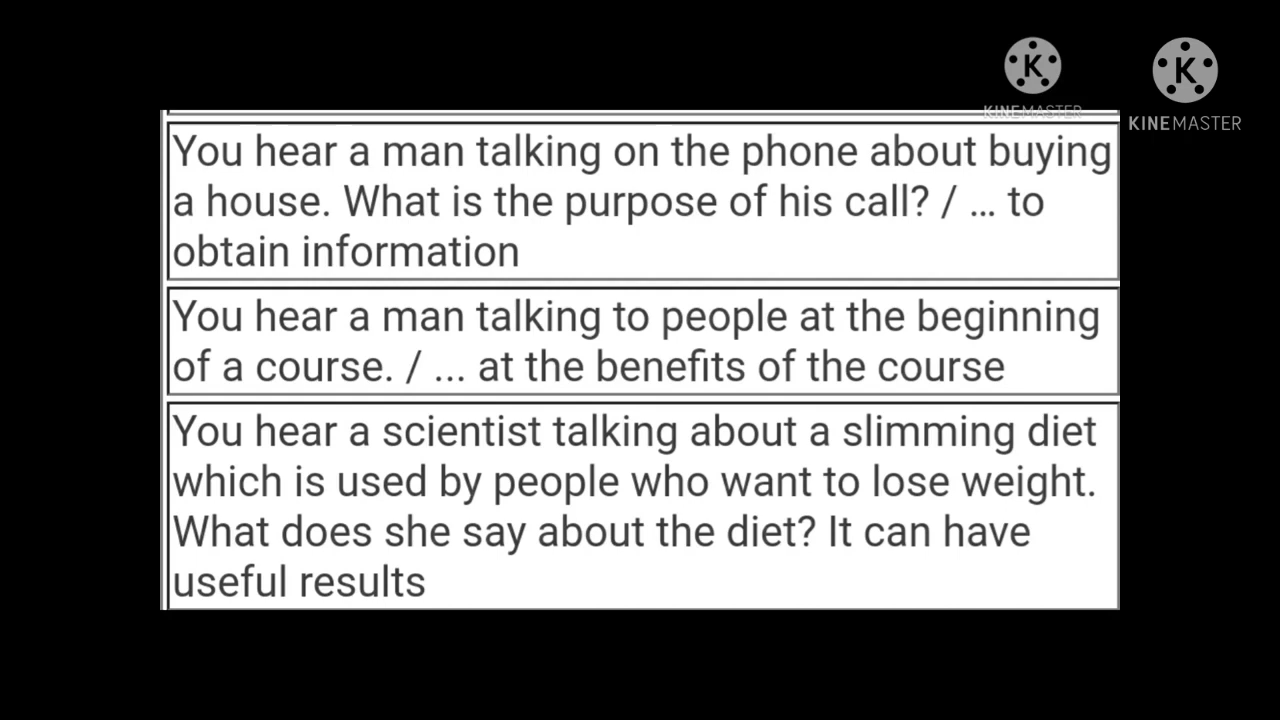 KINEMASTER
KINEMASTER
You hear a man talking on the phone about buying
a house. What is the purpose of his call? / ... to
obtain information
You hear a man talking to people at the beginning
of a course. / ... at the benefits of the course
You hear a scientist talking about a slimming diet
which is used by people who want to lose weight.
What does she say about the diet? It can have
useful results